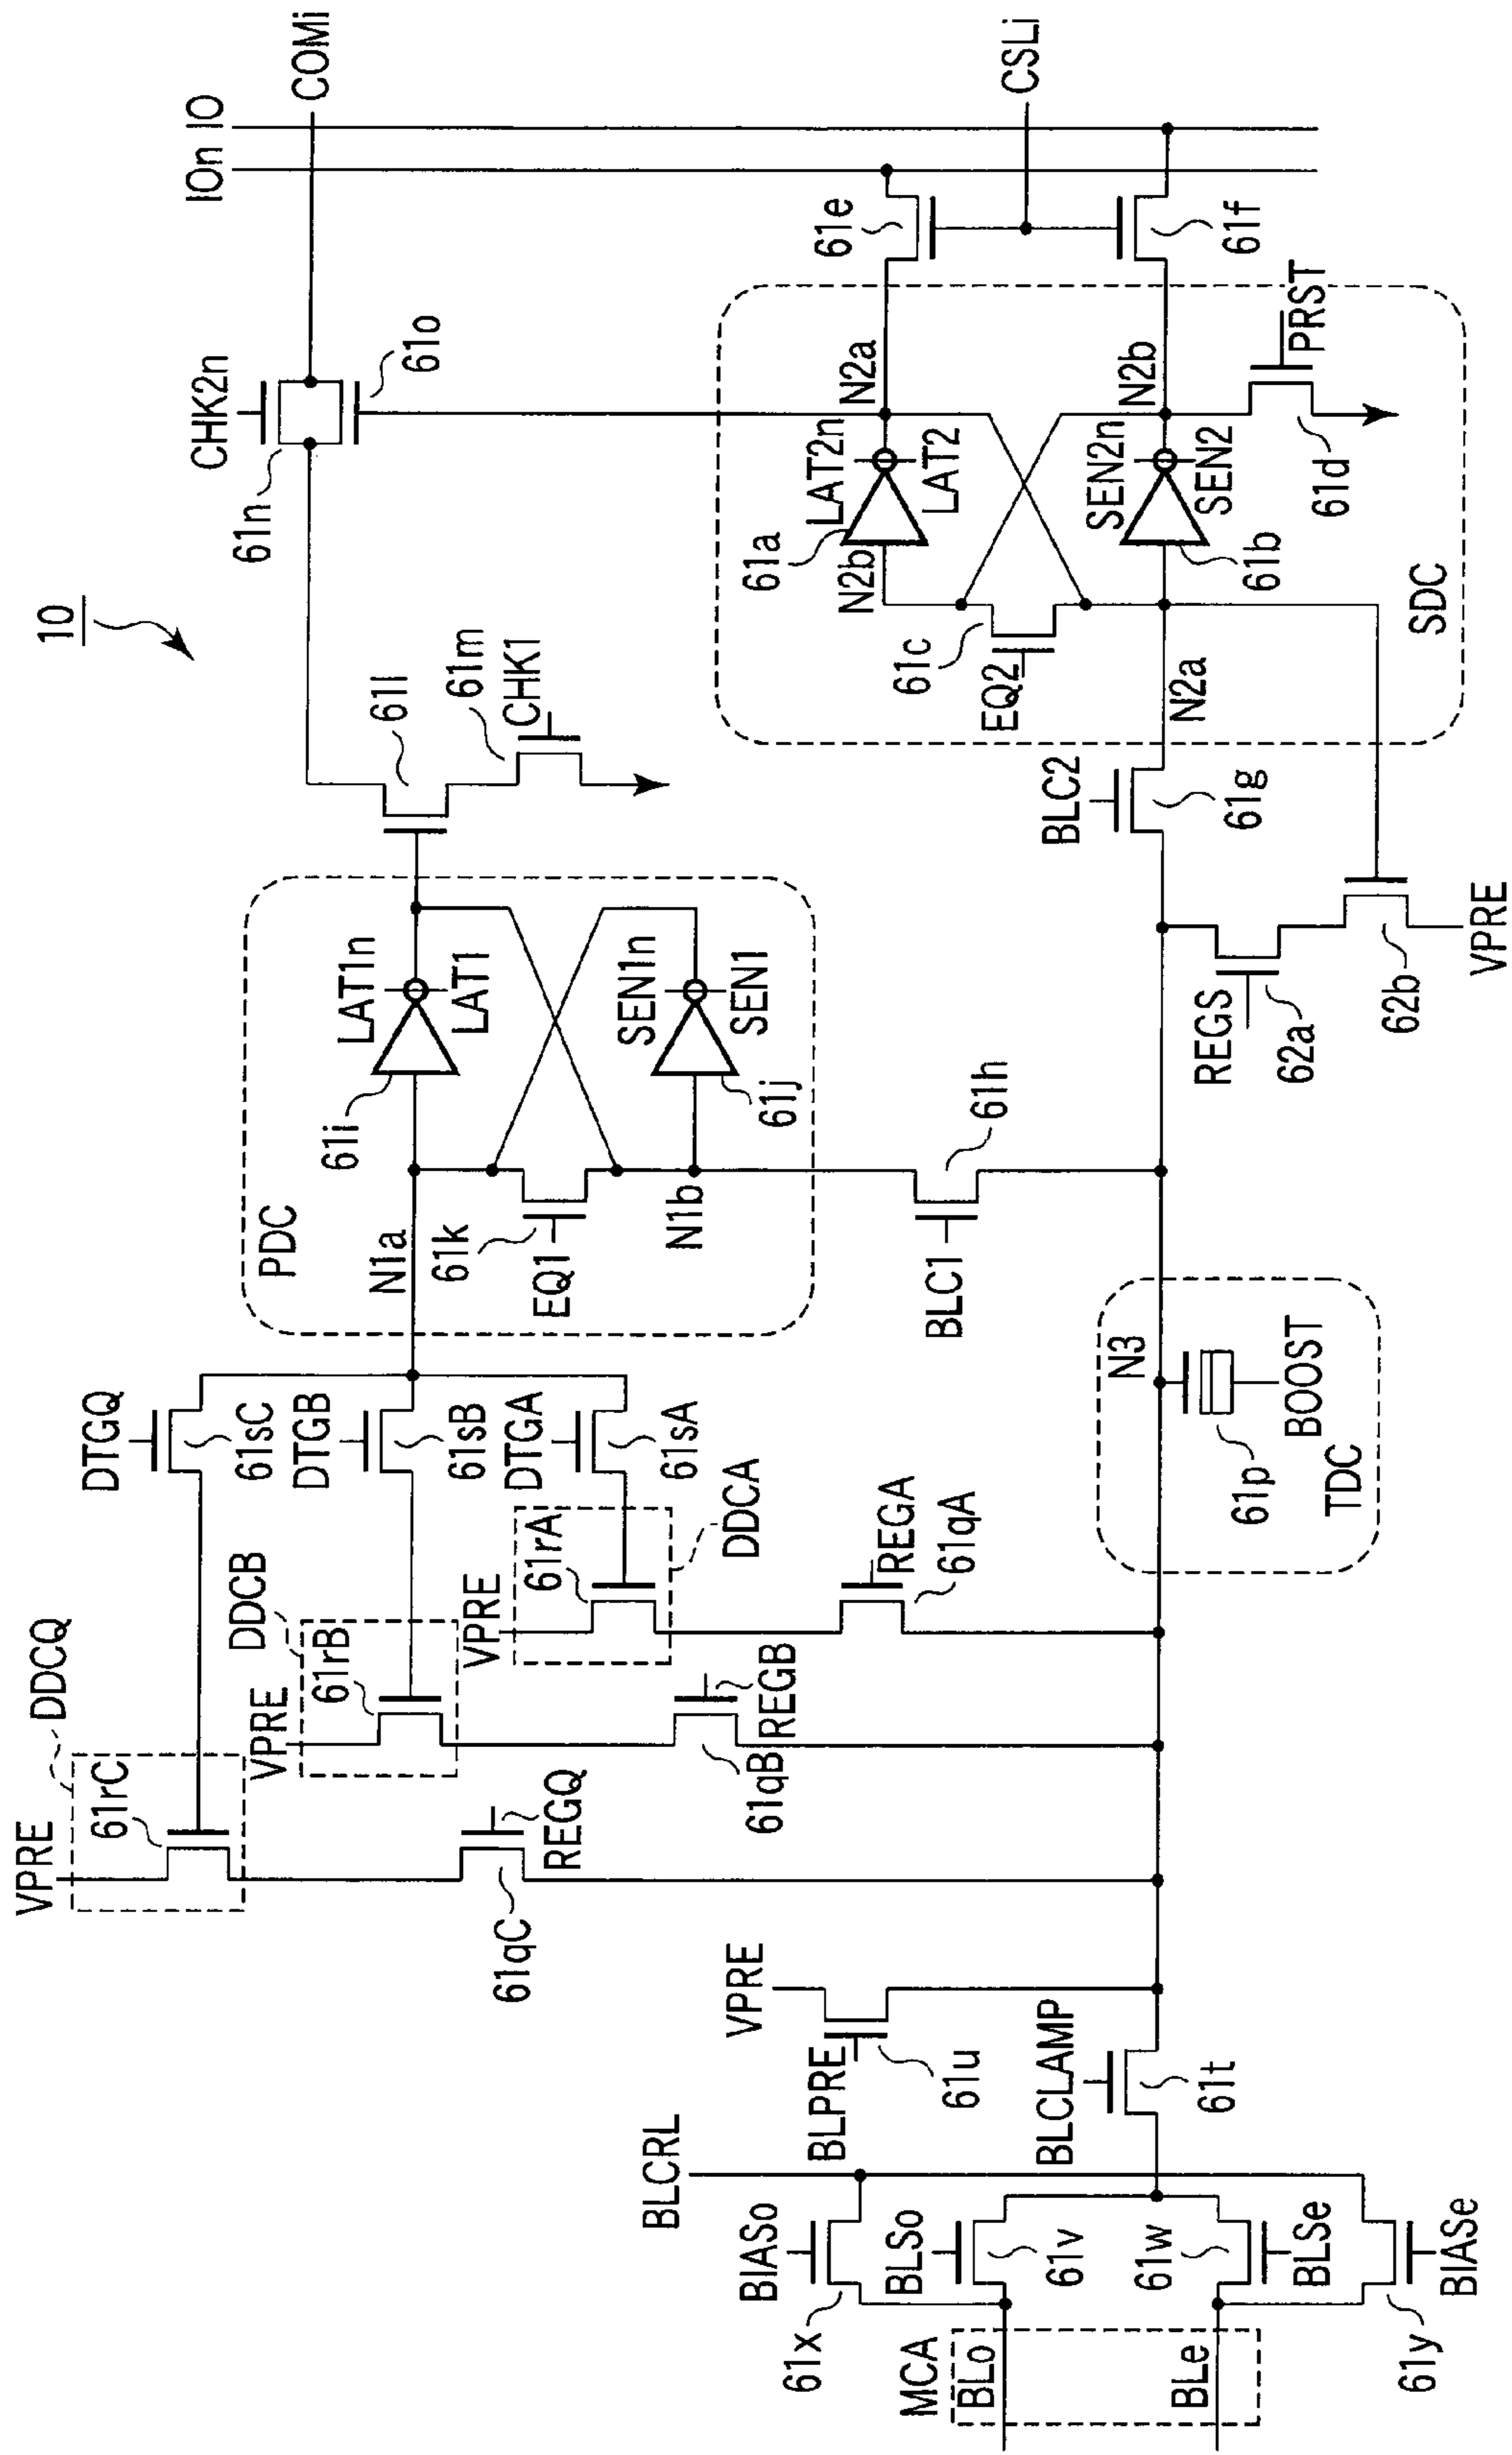 10
COMi
IOn
IO
CSLi
CHK2n
61n
61o
61l
61m
CHK1
61e
61f
N2a
N2b
LAT2n
LAT2
61a
N2b
SEN2n
SEN2
61b
PRST
61d
61c
EQ2
N2a
SDC
BLC2
61g
REGS
62a
62b
VPRE
PDC
LAT1n
LAT1
61i
SEN1n
SEN1
61j
N1a
61k
EQ1
N1b
BLC1
61h
N3
61p
BOOST
TDC
DTGQ
61sC
DTGB
61sB
DTGA
61sA
DDCQ
DDCB
DDCA
VPRE
61rC
VPRE
61rB
VPRE
61rA
REGQ
61qC
REGB
61qB
REGA
61qA
VPRE
BLPRE
61u
BLCLAMP
61t
BLCRL
BIASo
61x
BLSo
61v
61w
BLSe
BIASe
61y
MCA
BLo
BLe